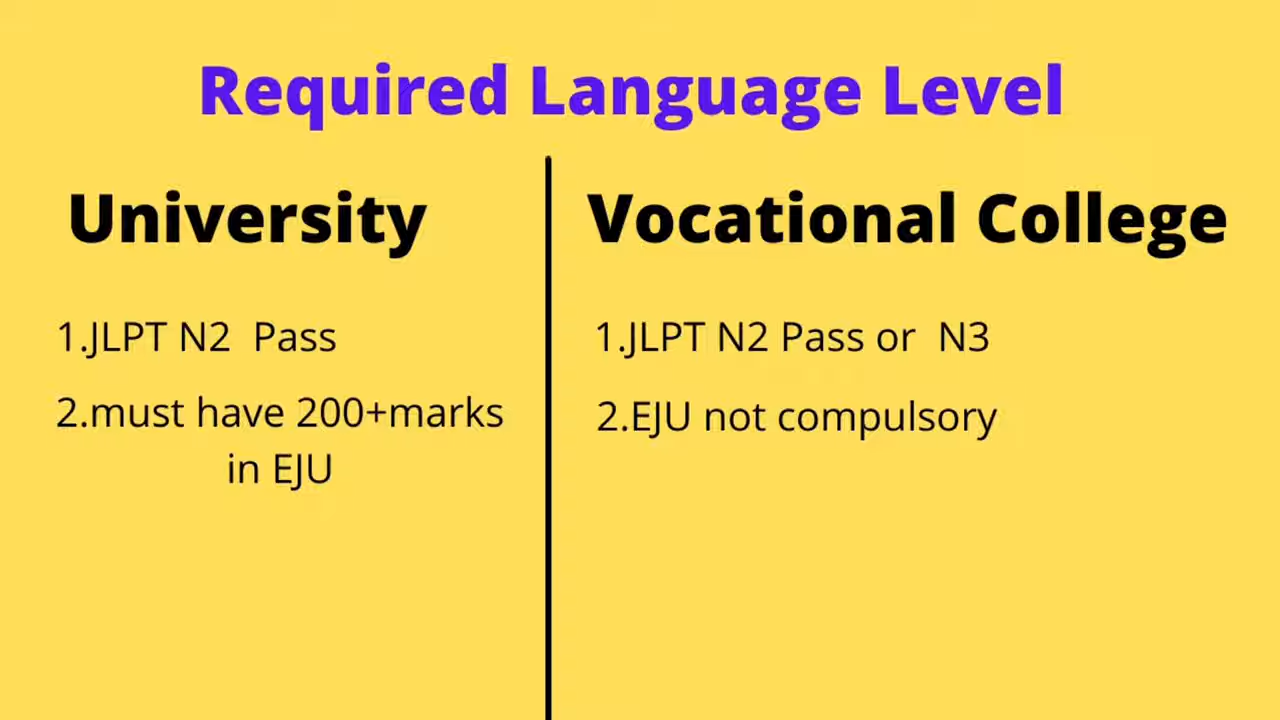 Required Language Level
University
1.JLPT N2  Pass
2.must have 200+marks
in EJU
Vocational College
1.JLPT N2 Pass or  N3
2.EJU not compulsory